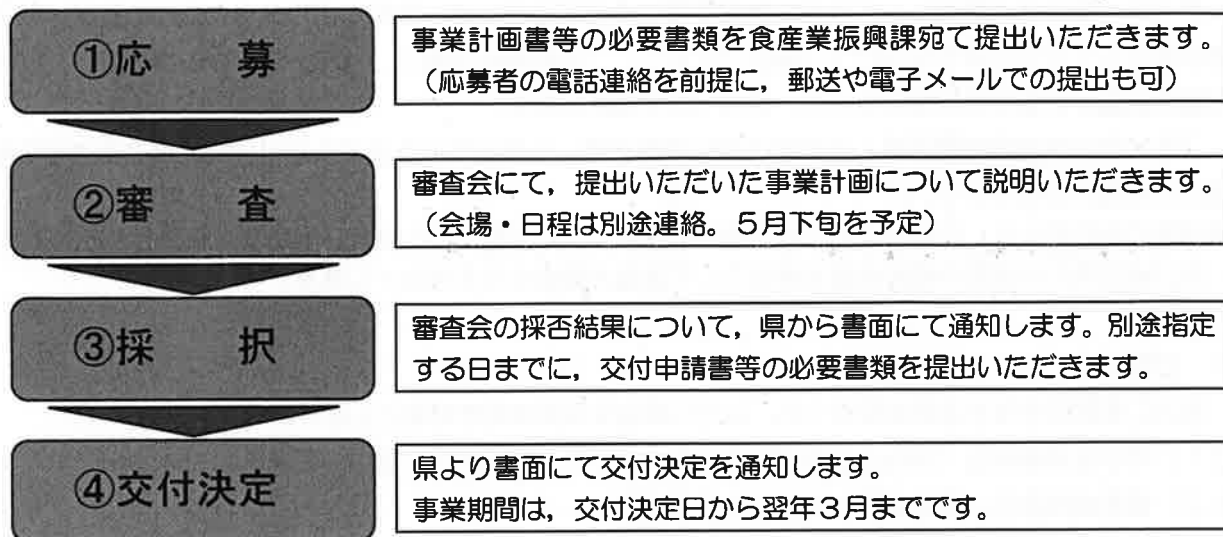 ①応　募
事業計画書等の必要書類を食産業振興課宛て提出いただきます。
（応募者の電話連絡を前提に，郵送や電子メールでの提出も可）
②審　査
審査会にて，提出いただいた事業計画について説明いただきます。
（会場・日程は別途連絡。５月下旬を予定）
③採　択
審査会の採否結果について，県から書面にて通知します。別途指定
する日までに，交付申請書等の必要書類を提出いただきます。
④交付決定
県より書面にて交付決定を通知します。
事業期間は，交付決定日から翌年３月までです。